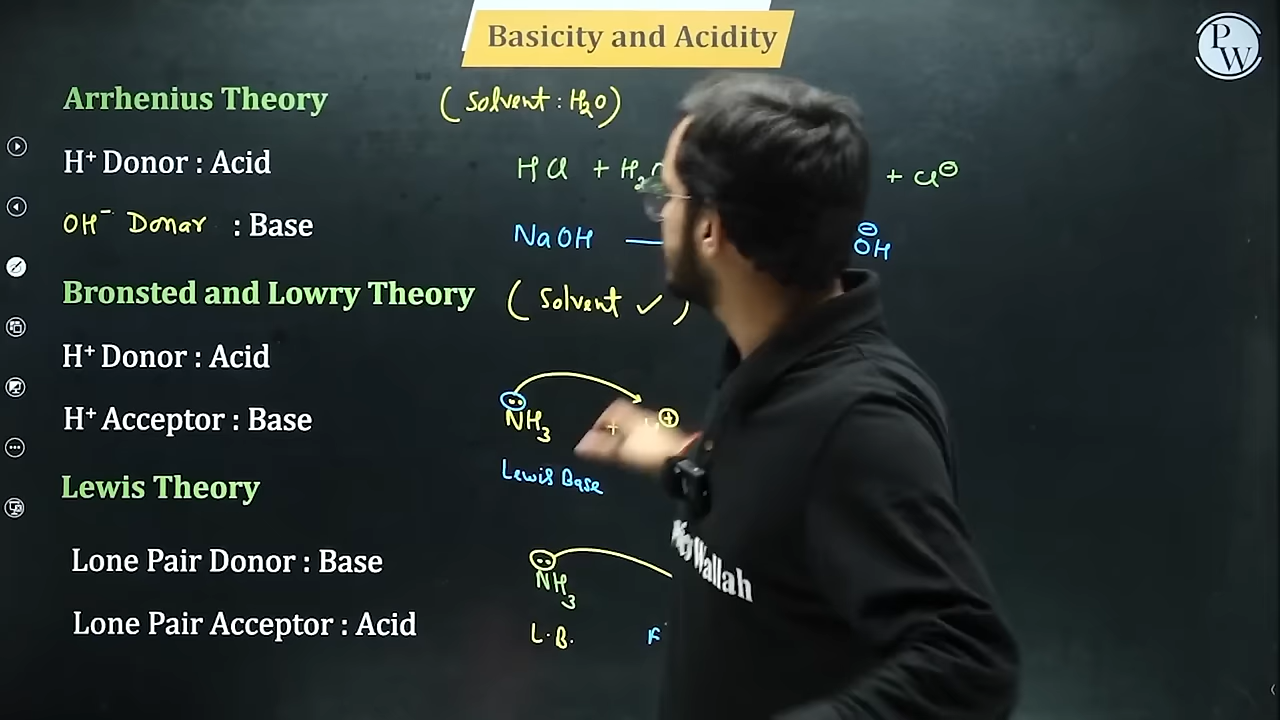 Basicity and Acidity
PW
Arrhenius Theory (Solvent : H₂O)
H⁺ Donor : Acid HCl + H₂ + Cl⊖
OH⁻ Donar : Base NaOH ⊖OH
Bronsted and Lowry Theory (Solvent ✓)
H⁺ Donor : Acid
H⁺ Acceptor : Base NH₃ + ⊕
Lewis Base
Lewis Theory
Lone Pair Donor : Base NH₃
Lone Pair Acceptor : Acid L.B. F
Wallah